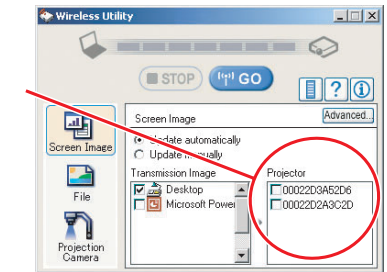 Wireless Utility
STOP
GO
?
i
Advanced...
Screen Image
Screen Image
Update automatically
Update manually
File
Transmission Image
Projector
Desktop
00022D3A52D6
Microsoft Power
00022D2A3C2D
Projection
Camera